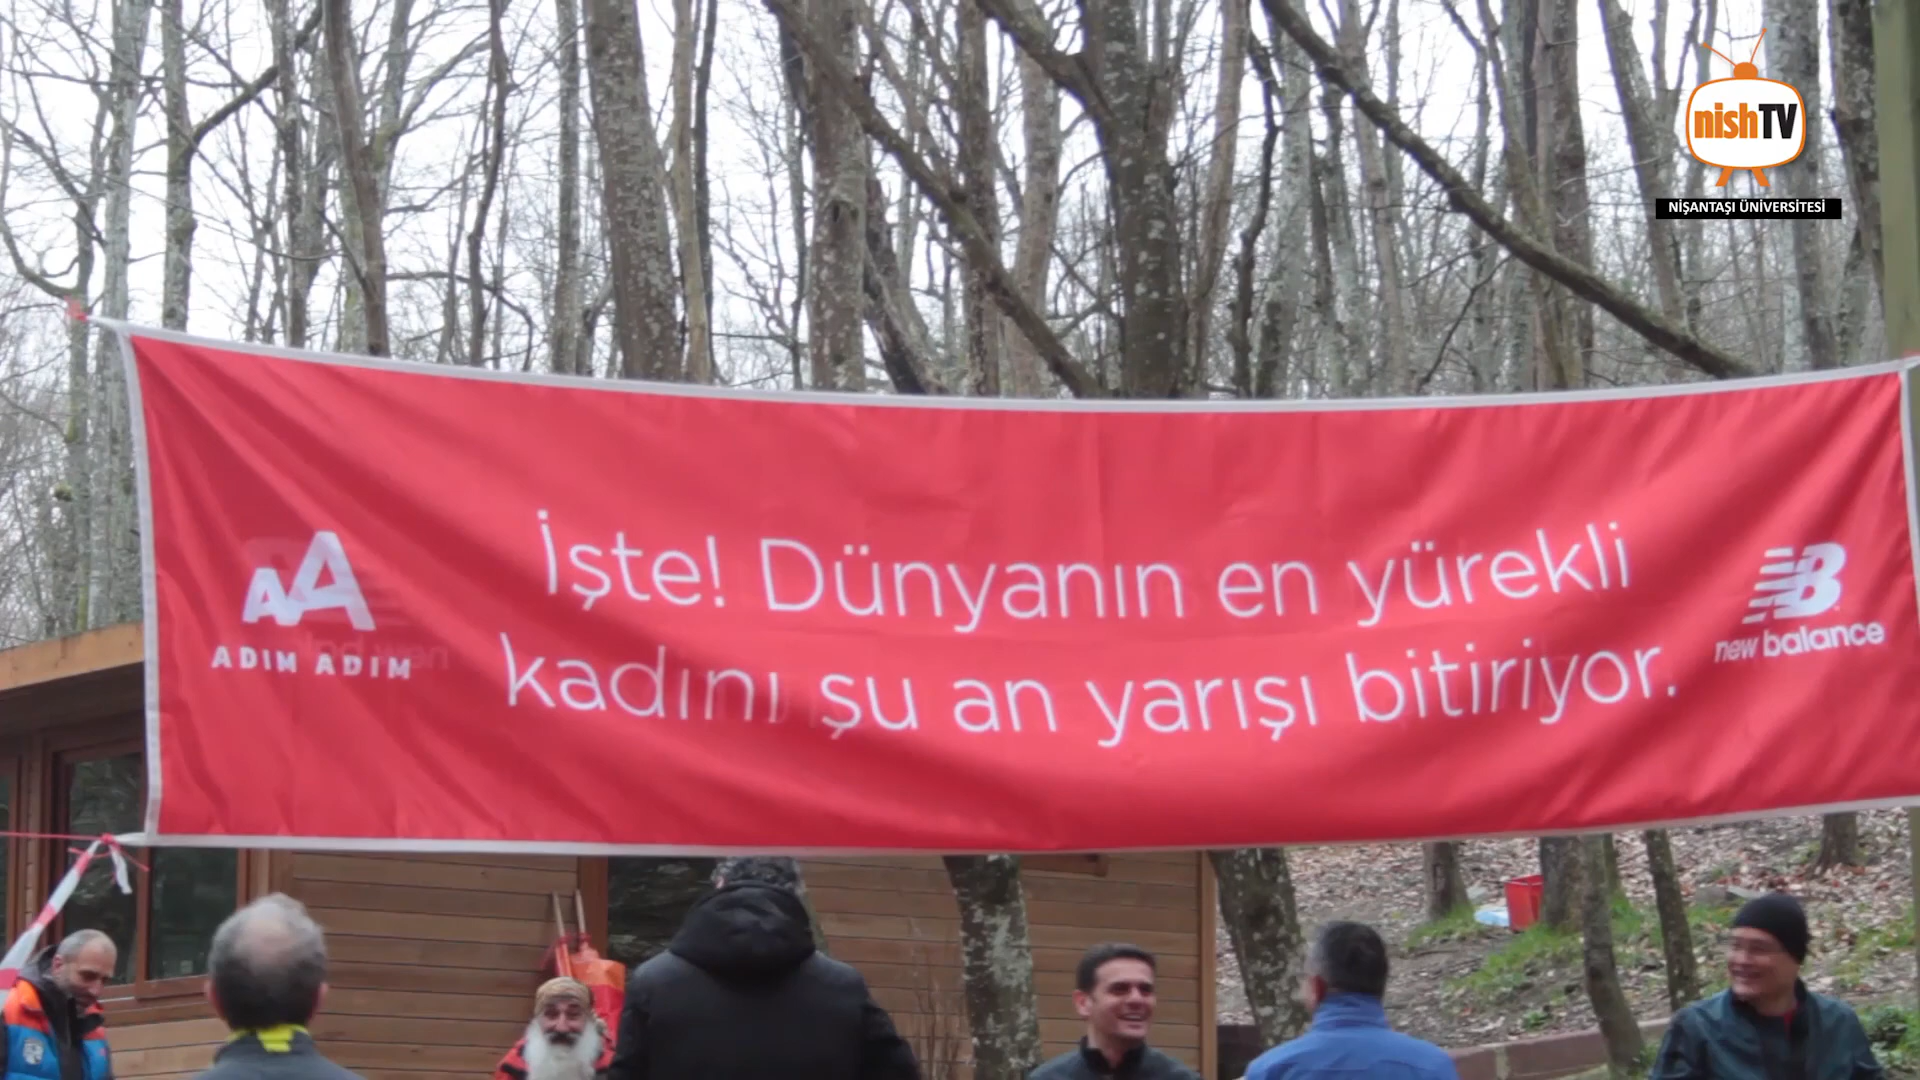 nishTV
NİŞANTAŞI ÜNİVERSİTESİ
İşte! Dünyanın en yürekli
kadını şu an yarışı bitiriyor.
AA
ADIM ADIM
NB
new balance